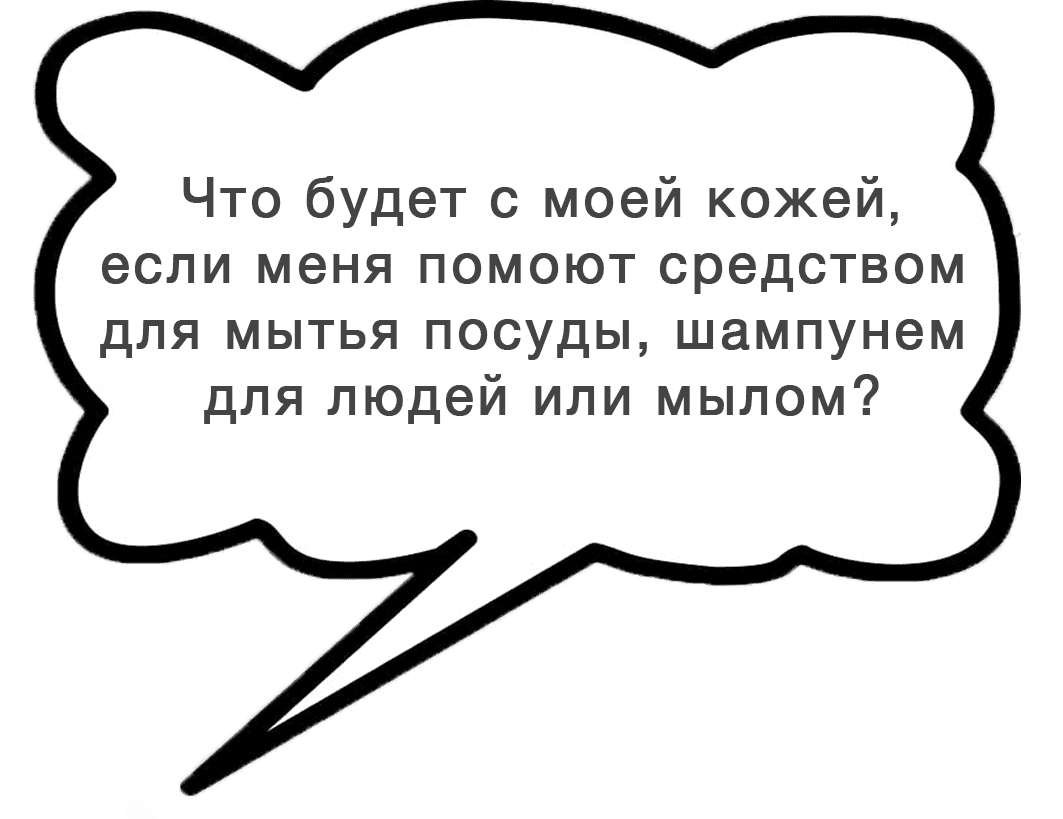 Что будет с моей кожей,
если меня помоют средством
для мытья посуды, шампунем
для людей или мылом?